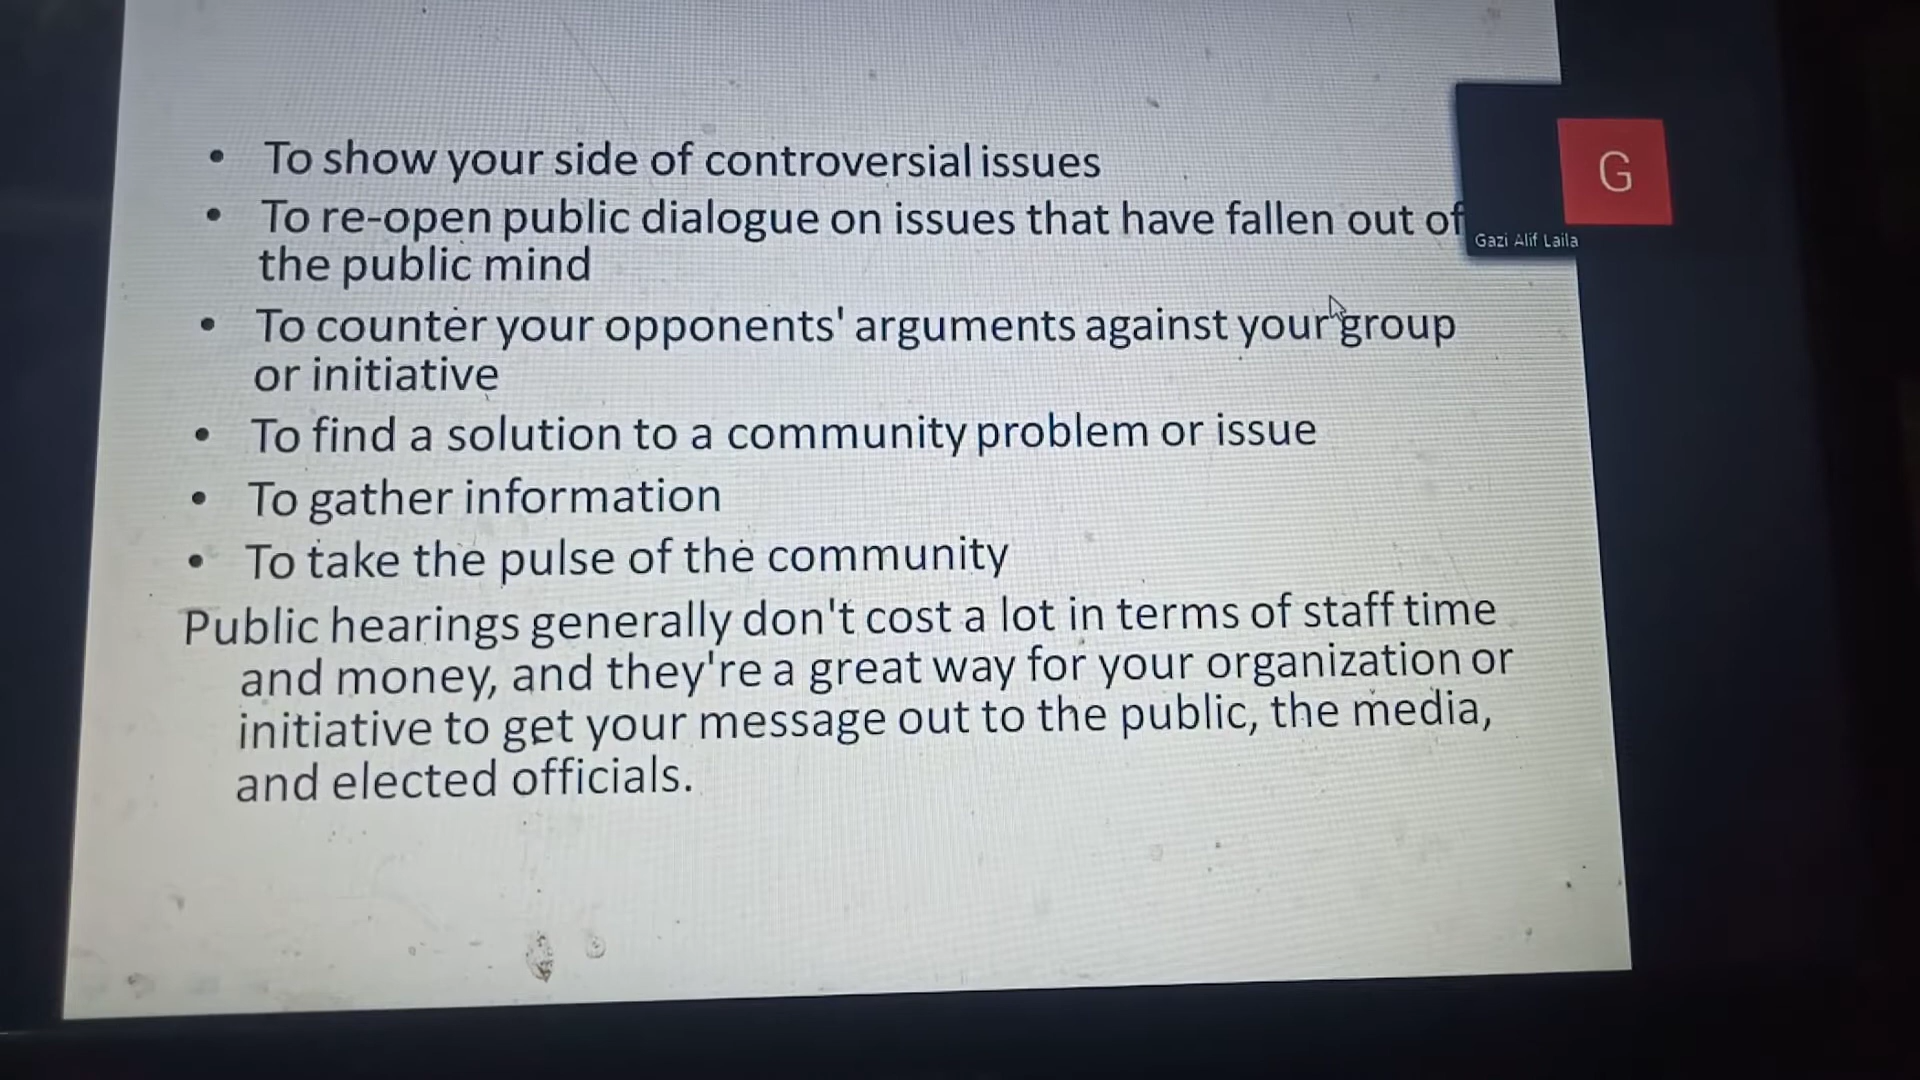 • To show your side of controversial issues
• To re-open public dialogue on issues that have fallen out of
the public mind
• To counter your opponents' arguments against your group
or initiative
• To find a solution to a community problem or issue
• To gather information
• To take the pulse of the community
Public hearings generally don't cost a lot in terms of staff time
and money, and they're a great way for your organization or
initiative to get your message out to the public, the media,
and elected officials.
G
Gazi Alif Laila